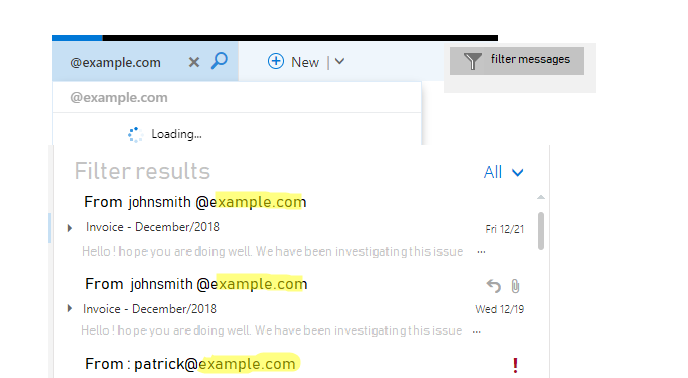 @example.com
New
filter messages
@example.com
Loading...
Filter results
All
From johnsmith @example.com
Invoice - December/2018
Fri 12/21
Hello ! hope you are doing well. We have been investigating this issue ...
From johnsmith @example.com
Invoice - December/2018
Wed 12/19
Hello ! hope you are doing well. We have been investigating this issue ...
From : patrick@example.com
!